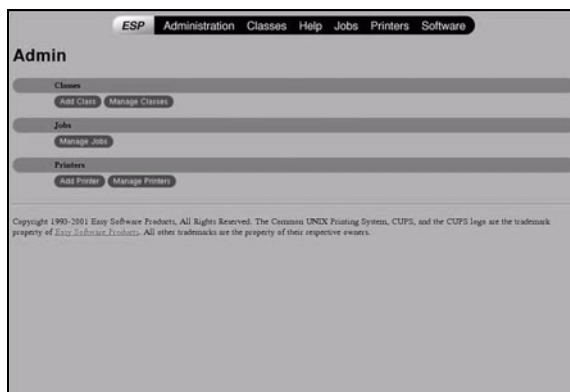 ESP Administration Classes Help Jobs Printers Software
Admin
Classes
Add Class Manage Classes
Jobs
Manage Jobs
Printers
Add Printer Manage Printers
Copyright 1993-2001 Easy Software Products, All Rights Reserved. The Common UNIX Printing System, CUPS, and the CUPS logo are the trademark
property of Easy Software Products. All other trademarks are the property of their respective owners.